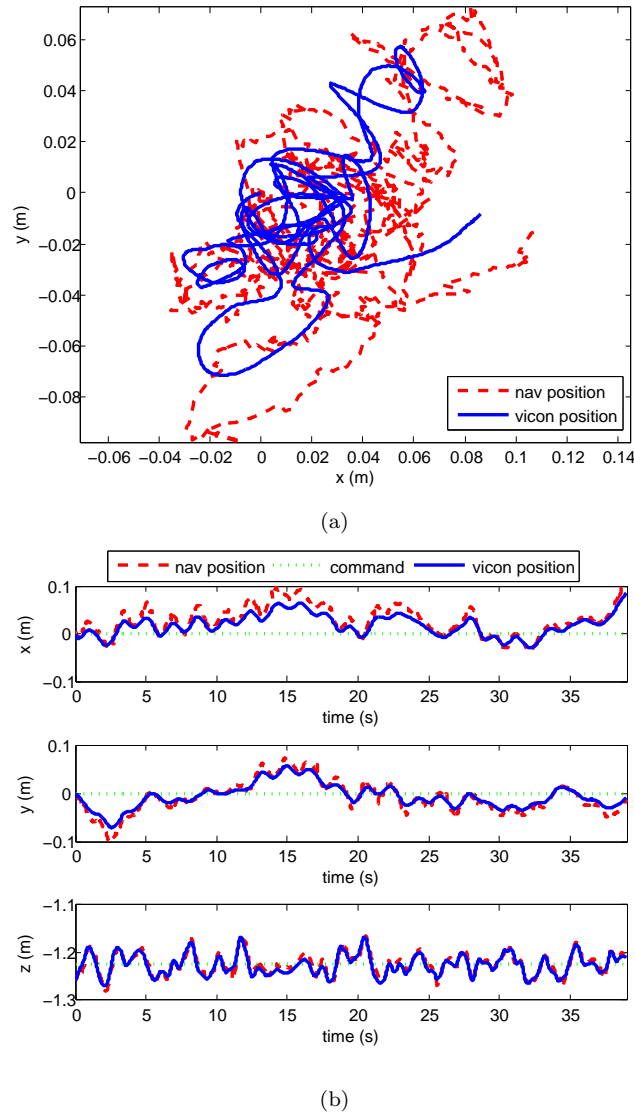 0.06
0.04
0.02
0
−0.02
−0.04
−0.06
−0.08
y (m)
nav position
vicon position
−0.06 −0.04 −0.02 0 0.02 0.04 0.06 0.08 0.1 0.12 0.14
x (m)
(a)
nav position command vicon position
0.1
0
−0.1
x (m)
0 5 10 15 20 25 30 35
time (s)
0.1
0
−0.1
y (m)
0 5 10 15 20 25 30 35
time (s)
−1.1
−1.2
−1.3
z (m)
0 5 10 15 20 25 30 35
time (s)
(b)